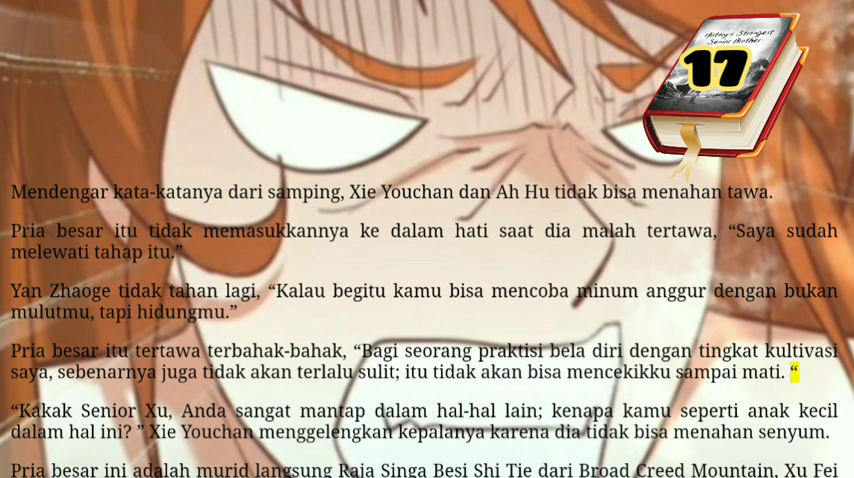 History's Strongest
Senior Brother
17
Mendengar kata-katanya dari samping, Xie Youchan dan Ah Hu tidak bisa menahan tawa.
Pria besar itu tidak memasukkannya ke dalam hati saat dia malah tertawa, “Saya sudah
melewati tahap itu.”
Yan Zhaoge tidak tahan lagi, “Kalau begitu kamu bisa mencoba minum anggur dengan bukan
mulutmu, tapi hidungmu.”
Pria besar itu tertawa terbahak-bahak, “Bagi seorang praktisi bela diri dengan tingkat kultivasi
saya, sebenarnya juga tidak akan terlalu sulit; itu tidak akan bisa mencekikku sampai mati. “
“Kakak Senior Xu, Anda sangat mantap dalam hal-hal lain; kenapa kamu seperti anak kecil
dalam hal ini? ” Xie Youchan menggelengkan kepalanya karena dia tidak bisa menahan senyum.
Pria besar ini adalah murid langsung Raja Singa Besi Shi Tie dari Broad Creed Mountain, Xu Fei